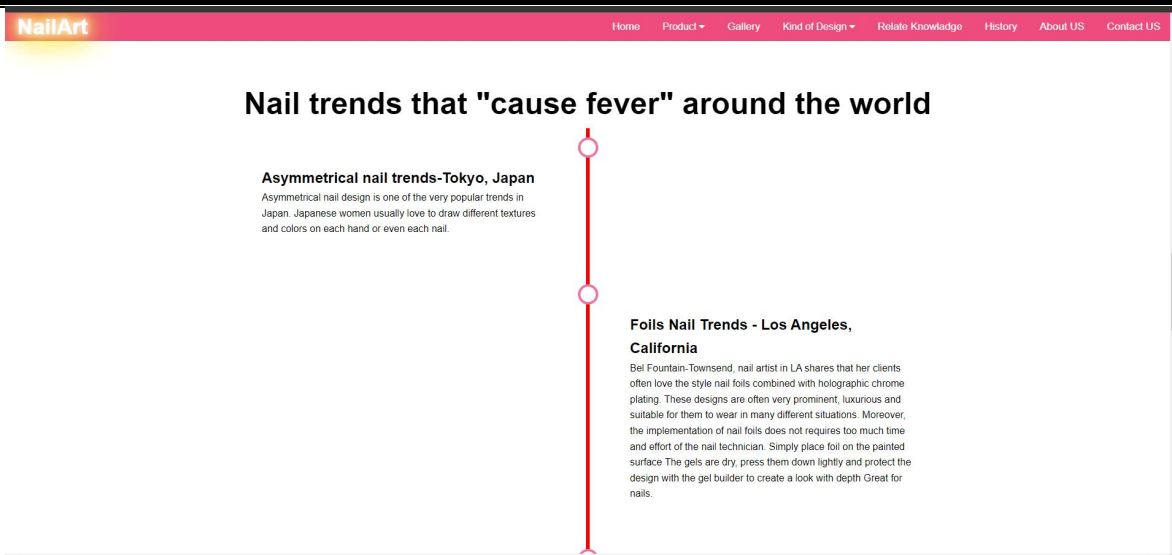 NailArt
Home Product Gallery Kind of Design Relate Knowladge History About US Contact US
Nail trends that "cause fever" around the world
Asymmetrical nail trends-Tokyo, Japan
Asymmetrical nail design is one of the very popular trends in
Japan. Japanese women usually love to draw different textures
and colors on each hand or even each nail.
Foils Nail Trends - Los Angeles,
California
Bel Fountain-Townsend, nail artist in LA shares that her clients
often love the style nail foils combined with holographic chrome
plating. These designs are often very prominent, luxurious and
suitable for them to wear in many different situations. Moreover,
the implementation of nail foils does not requires too much time
and effort of the nail technician. Simply place foil on the painted
surface The gels are dry, press them down lightly and protect the
design with the gel builder to create a look with depth Great for
nails.